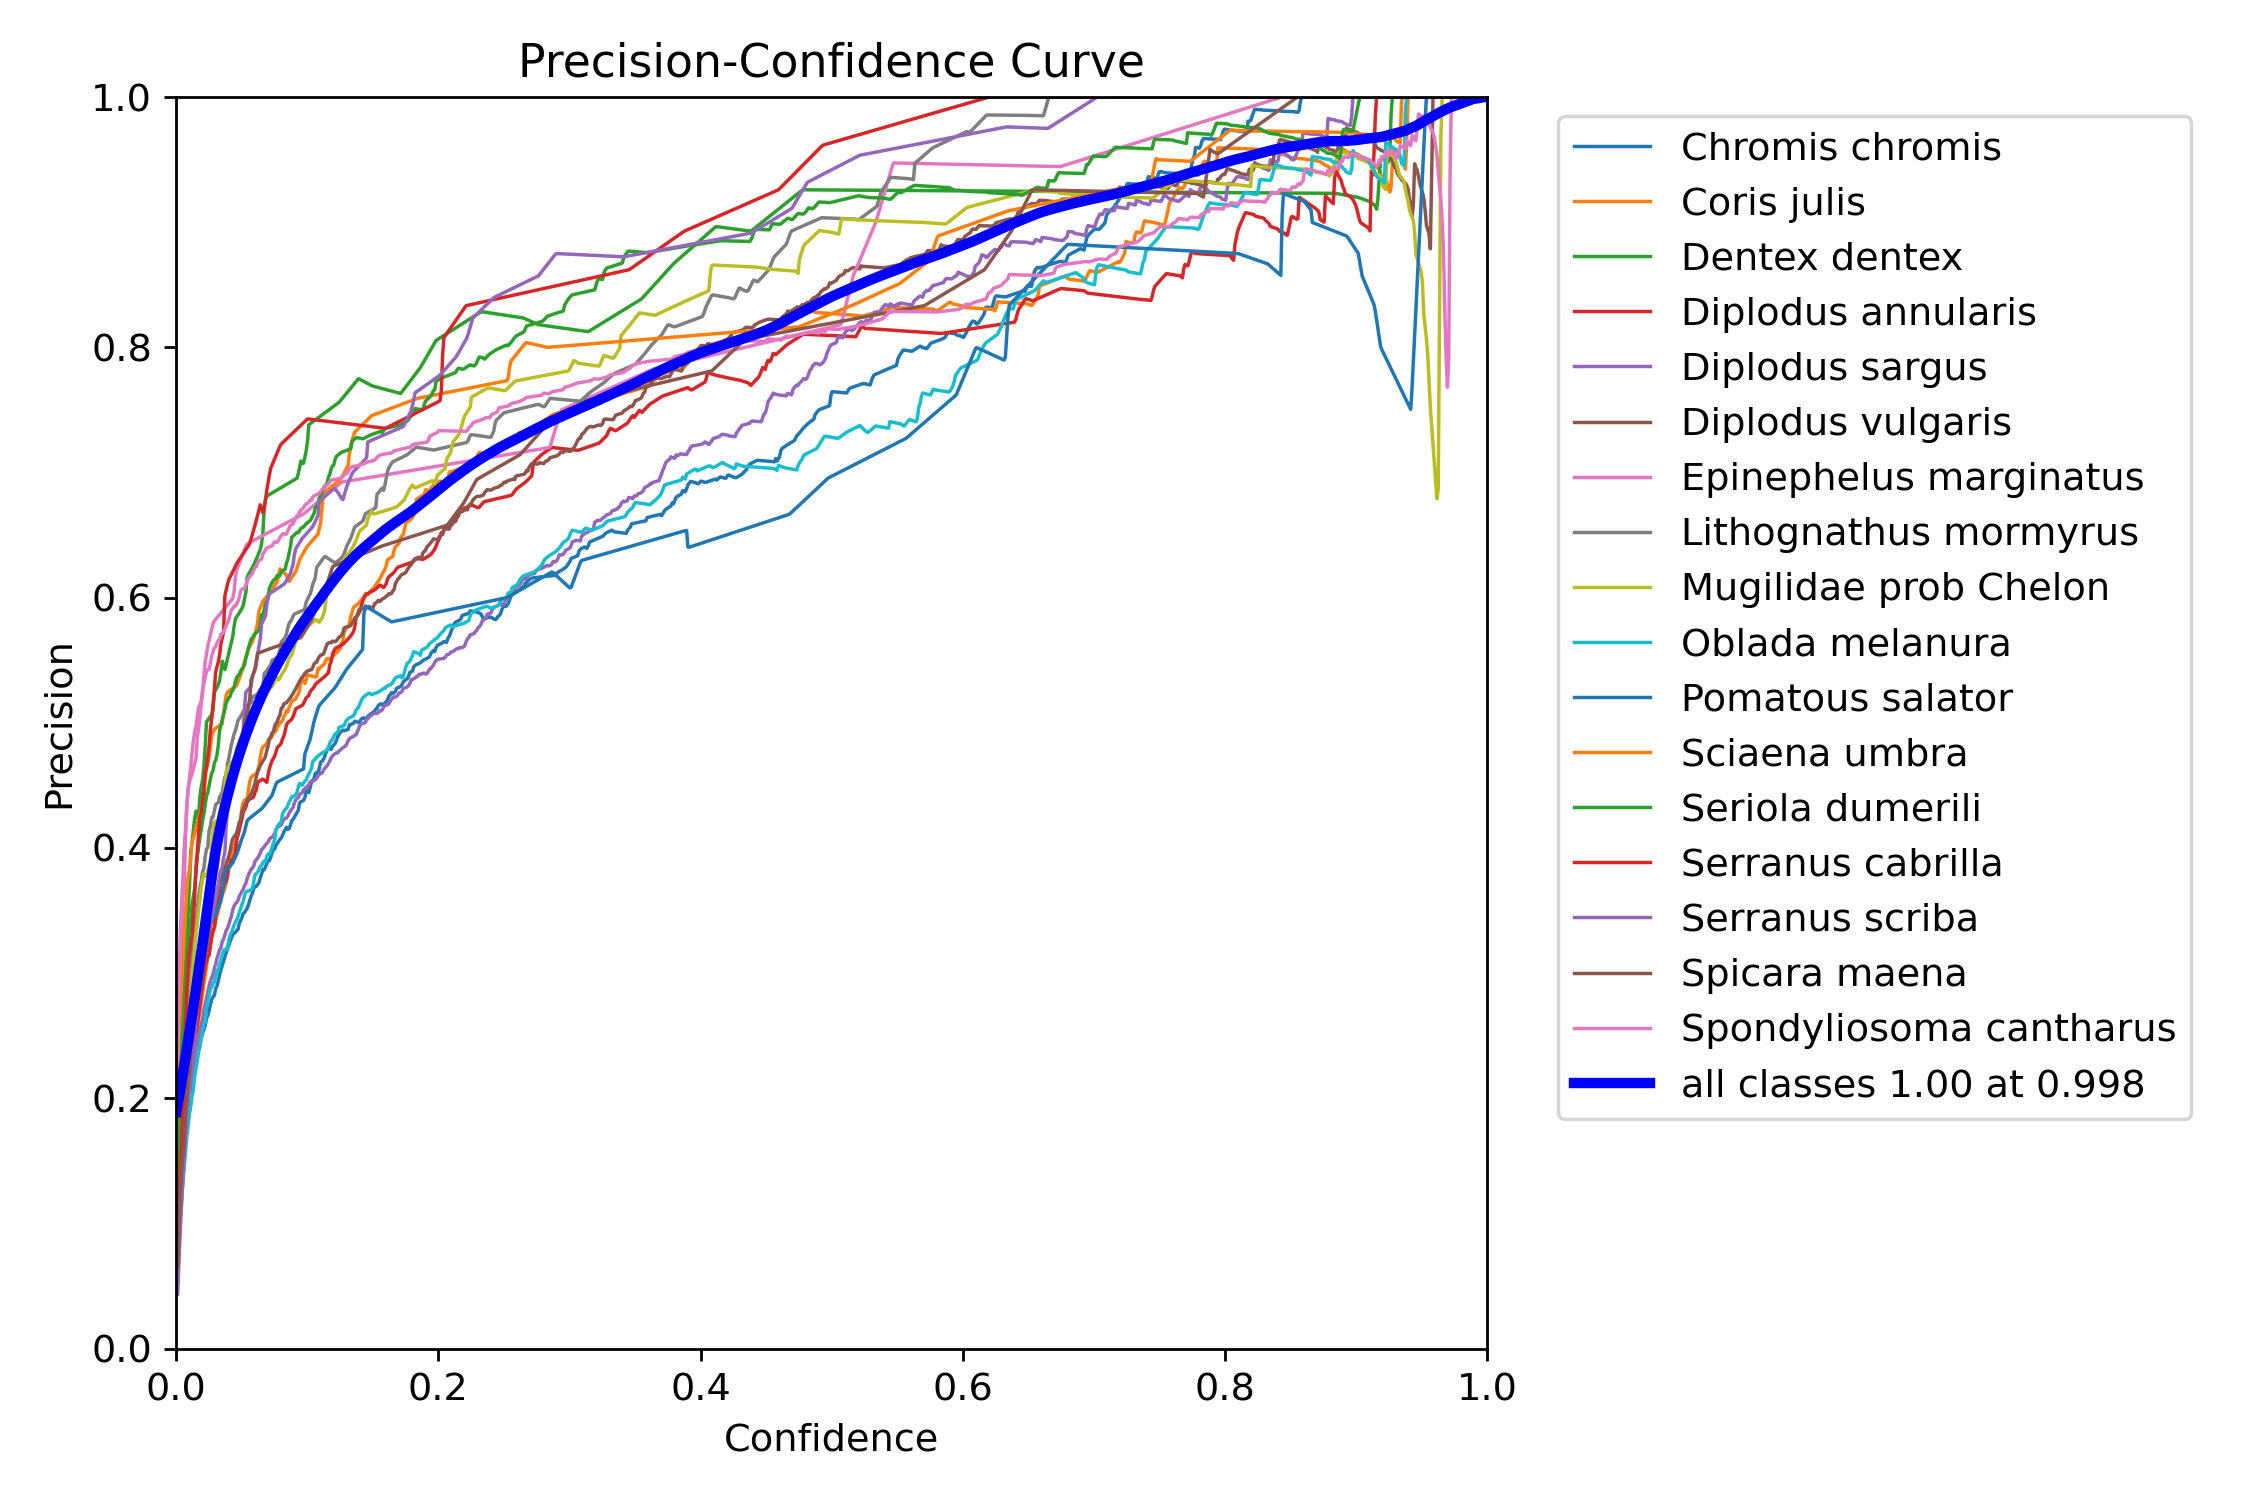 Precision-Confidence Curve
1.0
0.8
0.6
0.4
0.2
0.0
Precision
0.0 0.2 0.4 0.6 0.8 1.0
Confidence
Chromis chromis
Coris julis
Dentex dentex
Diplodus annularis
Diplodus sargus
Diplodus vulgaris
Epinephelus marginatus
Lithognathus mormyrus
Mugilidae prob Chelon
Oblada melanura
Pomatous salator
Sciaena umbra
Seriola dumerili
Serranus cabrilla
Serranus scriba
Spicara maena
Spondyliosoma cantharus
all classes 1.00 at 0.998